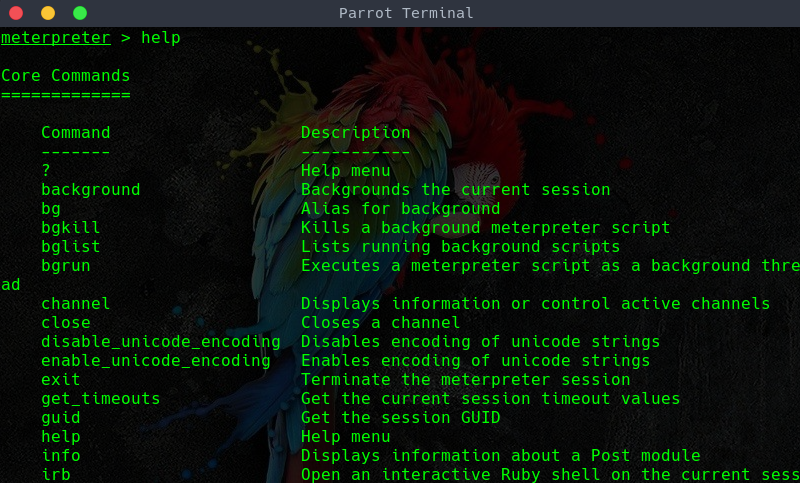 Parrot Terminal
meterpreter > help
Core Commands
=============
Command Description
------- -----------
? Help menu
background Backgrounds the current session
bg Alias for background
bgkill Kills a background meterpreter script
bglist Lists running background scripts
bgrun Executes a meterpreter script as a background thre
ad
channel Displays information or control active channels
close Closes a channel
disable_unicode_encoding Disables encoding of unicode strings
enable_unicode_encoding Enables encoding of unicode strings
exit Terminate the meterpreter session
get_timeouts Get the current session timeout values
guid Get the session GUID
help Help menu
info Displays information about a Post module
irb Open an interactive Ruby shell on the current sess